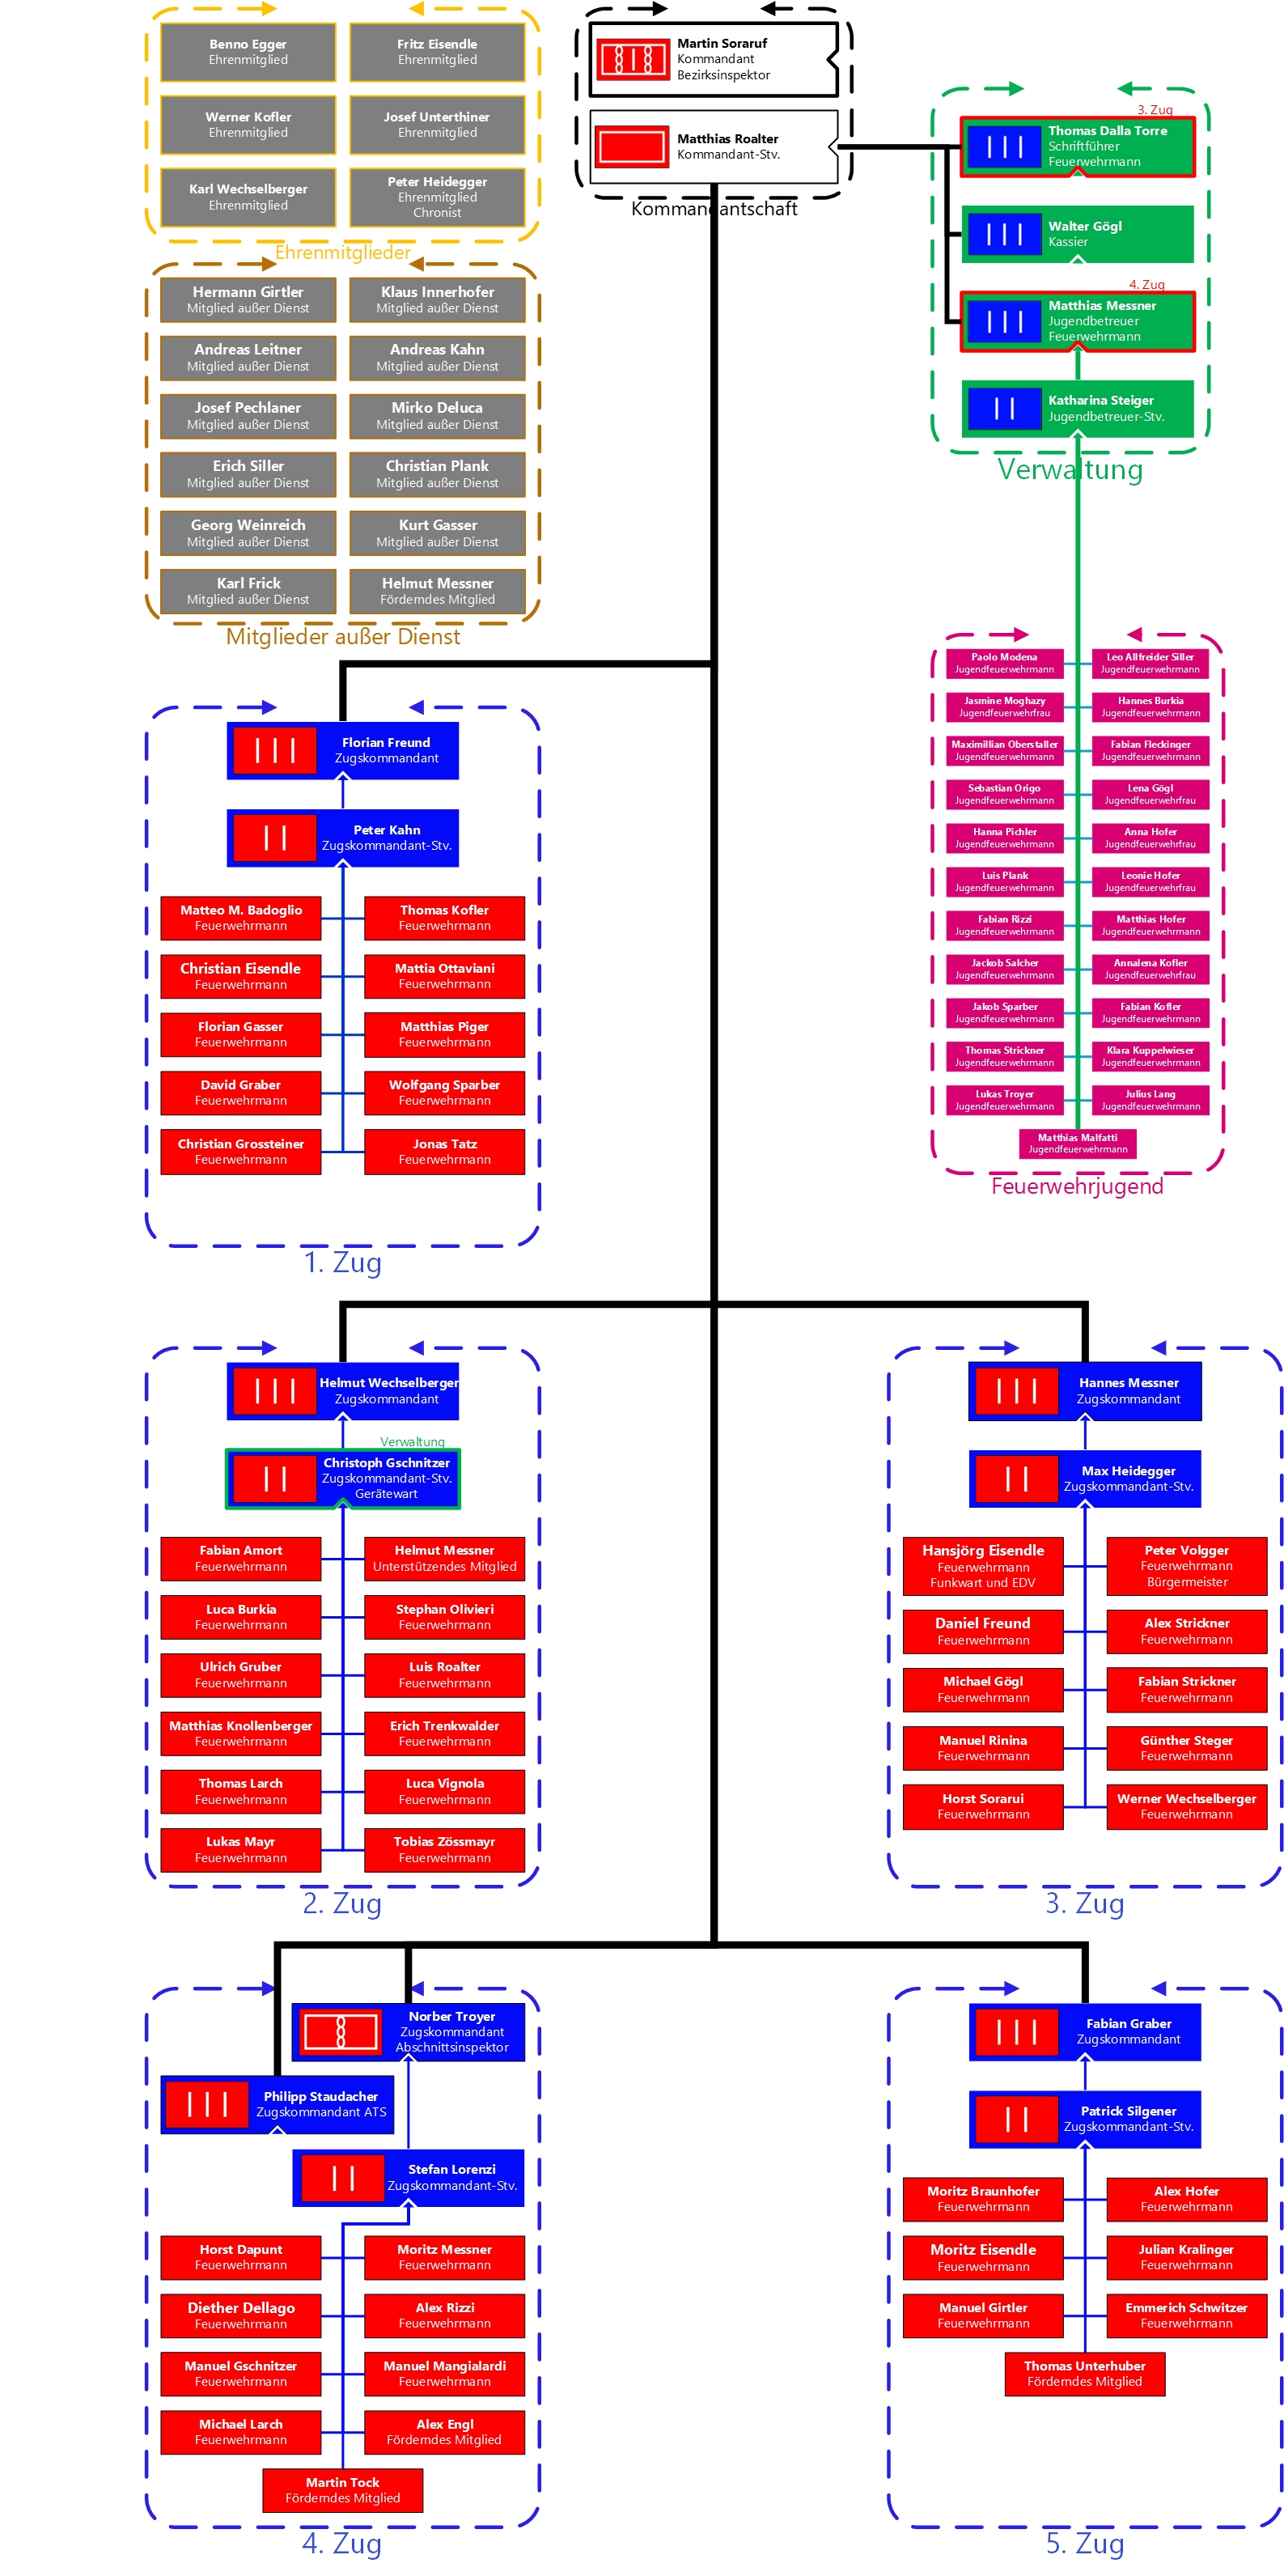 Benno Egger
Ehrenmitglied
Fritz Eisendle
Ehrenmitglied
Werner Kofler
Ehrenmitglied
Josef Unterthiner
Ehrenmitglied
Karl Wechselberger
Ehrenmitglied
Peter Heidegger
Ehrenmitglied
Chronist
Ehrenmitglieder
Martin Soraruf
Kommandant
Bezirksinspektor
Matthias Roalter
Kommandant-Stv.
Kommandantschaft
3. Zug
Thomas Dalla Torre
Schriftführer
Feuerwehrmann
Walter Gögl
Kassier
4. Zug
Matthias Messner
Jugendbetreuer
Feuerwehrmann
Katharina Steiger
Jugendbetreuer-Stv.
Verwaltung
Hermann Girtler
Mitglied außer Dienst
Klaus Innerhofer
Mitglied außer Dienst
Andreas Leitner
Mitglied außer Dienst
Andreas Kahn
Mitglied außer Dienst
Josef Pechlaner
Mitglied außer Dienst
Mirko Deluca
Mitglied außer Dienst
Erich Siller
Mitglied außer Dienst
Christian Plank
Mitglied außer Dienst
Georg Weinreich
Mitglied außer Dienst
Kurt Gasser
Mitglied außer Dienst
Karl Frick
Mitglied außer Dienst
Helmut Messner
Förderndes Mitglied
Mitglieder außer Dienst
Paolo Modena
Jugendfeuerwehrmann
Leo Allfreider Siller
Jugendfeuerwehrmann
Jasmine Moghazy
Jugendfeuerwehrfrau
Hannes Burkia
Jugendfeuerwehrmann
Maximillian Oberstaller
Jugendfeuerwehrmann
Fabian Fleckinger
Jugendfeuerwehrmann
Sebastian Origo
Jugendfeuerwehrmann
Lena Gögl
Jugendfeuerwehrfrau
Hanna Pichler
Jugendfeuerwehrmann
Anna Hofer
Jugendfeuerwehrfrau
Luis Plank
Jugendfeuerwehrmann
Leonie Hofer
Jugendfeuerwehrfrau
Fabian Rizzi
Jugendfeuerwehrmann
Matthias Hofer
Jugendfeuerwehrmann
Jackob Salcher
Jugendfeuerwehrmann
Annalena Kofler
Jugendfeuerwehrfrau
Jakob Sparber
Jugendfeuerwehrmann
Fabian Kofler
Jugendfeuerwehrmann
Thomas Strickner
Jugendfeuerwehrmann
Klara Kuppelwieser
Jugendfeuerwehrmann
Lukas Troyer
Jugendfeuerwehrmann
Julius Lang
Jugendfeuerwehrmann
Matthias Malfatti
Jugendfeuerwehrmann
Feuerwehrjugend
Florian Freund
Zugskommandant
Peter Kahn
Zugskommandant-Stv.
Matteo M. Badoglio
Feuerwehrmann
Thomas Kofler
Feuerwehrmann
Christian Eisendle
Feuerwehrmann
Mattia Ottaviani
Feuerwehrmann
Florian Gasser
Feuerwehrmann
Matthias Piger
Feuerwehrmann
David Graber
Feuerwehrmann
Wolfgang Sparber
Feuerwehrmann
Christian Grossteiner
Feuerwehrmann
Jonas Tatz
Feuerwehrmann
1. Zug
Helmut Wechselberger
Zugskommandant
Verwaltung
Christoph Gschnitzer
Zugskommandant-Stv.
Gerätewart
Fabian Amort
Feuerwehrmann
Helmut Messner
Unterstützendes Mitglied
Luca Burkia
Feuerwehrmann
Stephan Olivieri
Feuerwehrmann
Ulrich Gruber
Feuerwehrmann
Luis Roalter
Feuerwehrmann
Matthias Knollenberger
Feuerwehrmann
Erich Trenkwalder
Feuerwehrmann
Thomas Larch
Feuerwehrmann
Luca Vignola
Feuerwehrmann
Lukas Mayr
Feuerwehrmann
Tobias Zössmayr
Feuerwehrmann
2. Zug
Hannes Messner
Zugskommandant
Max Heidegger
Zugskommandant-Stv.
Hansjörg Eisendle
Feuerwehrmann
Funkwart und EDV
Peter Volgger
Feuerwehrmann
Bürgermeister
Daniel Freund
Feuerwehrmann
Alex Strickner
Feuerwehrmann
Michael Gögl
Feuerwehrmann
Fabian Strickner
Feuerwehrmann
Manuel Rinina
Feuerwehrmann
Günther Steger
Feuerwehrmann
Horst Sorarui
Feuerwehrmann
Werner Wechselberger
Feuerwehrmann
3. Zug
Norber Troyer
Zugskommandant
Abschnittsinspektor
Philipp Staudacher
Zugskommandant ATS
Stefan Lorenzi
Zugskommandant-Stv.
Horst Dapunt
Feuerwehrmann
Moritz Messner
Feuerwehrmann
Diether Dellago
Feuerwehrmann
Alex Rizzi
Feuerwehrmann
Manuel Gschnitzer
Feuerwehrmann
Manuel Mangialardi
Feuerwehrmann
Michael Larch
Feuerwehrmann
Alex Engl
Förderndes Mitglied
Martin Tock
Förderndes Mitglied
4. Zug
Fabian Graber
Zugskommandant
Patrick Silgener
Zugskommandant-Stv.
Moritz Braunhofer
Feuerwehrmann
Alex Hofer
Feuerwehrmann
Moritz Eisendle
Feuerwehrmann
Julian Kralinger
Feuerwehrmann
Manuel Girtler
Feuerwehrmann
Emmerich Schwitzer
Feuerwehrmann
Thomas Unterhuber
Förderndes Mitglied
5. Zug